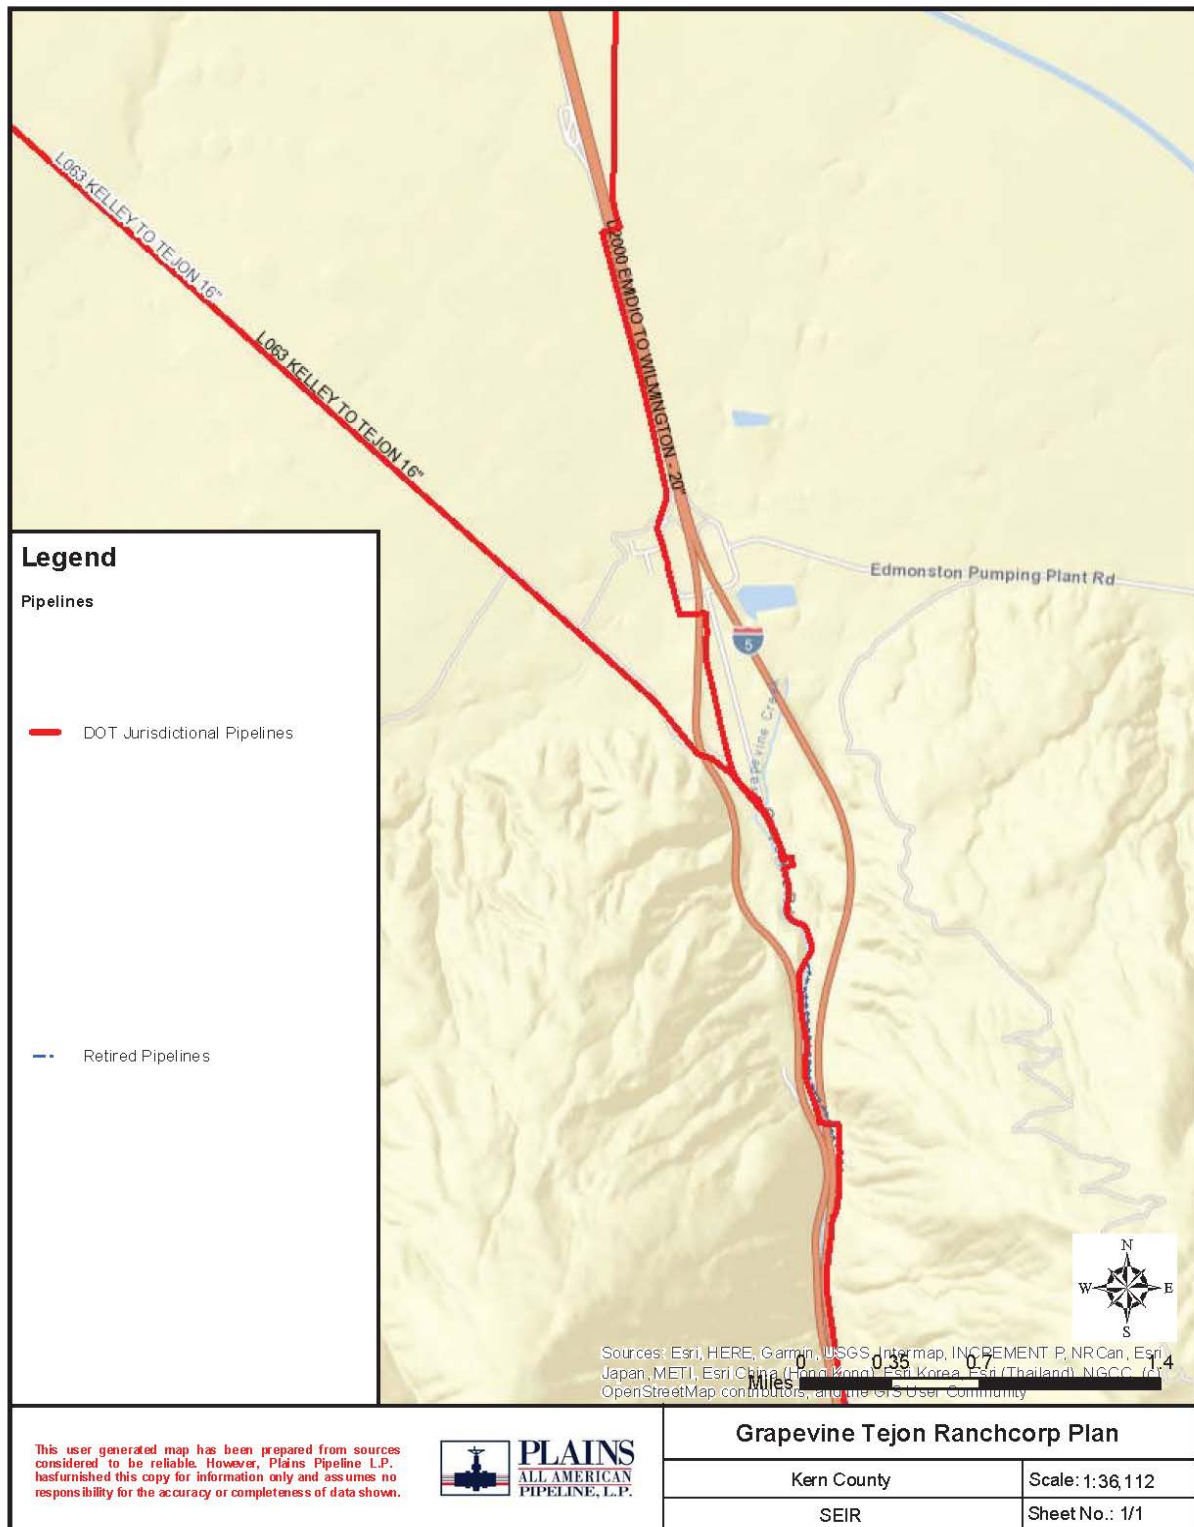 L063 KELLEY TO TEJON 16"
L063 KELLEY TO TEJON 16"
L2000 EMIDIO TO WILMINGTON - 20"
Edmonston Pumping Plant Rd
5
Grapevine Creek
Legend
Pipelines
DOT Jurisdictional Pipelines
Retired Pipelines
N
W E
S
Sources: Esri, HERE, Garmin, USGS, Intermap, INCREMENT P, NRCan, Esri
Japan, METI, Esri China (Hong Kong), Esri Korea, Esri (Thailand), NGCC, (c)
OpenStreetMap contributors, and the GIS User Community
0 0.35 0.7 1.4
Miles
This user generated map has been prepared from sources
considered to be reliable. However, Plains Pipeline L.P.
hasfurnished this copy for information only and assumes no
responsibility for the accuracy or completeness of data shown.
PLAINS
ALL AMERICAN
PIPELINE, L.P.
Grapevine Tejon Ranchcorp Plan
Kern County
Scale: 1:36,112
SEIR
Sheet No.: 1/1